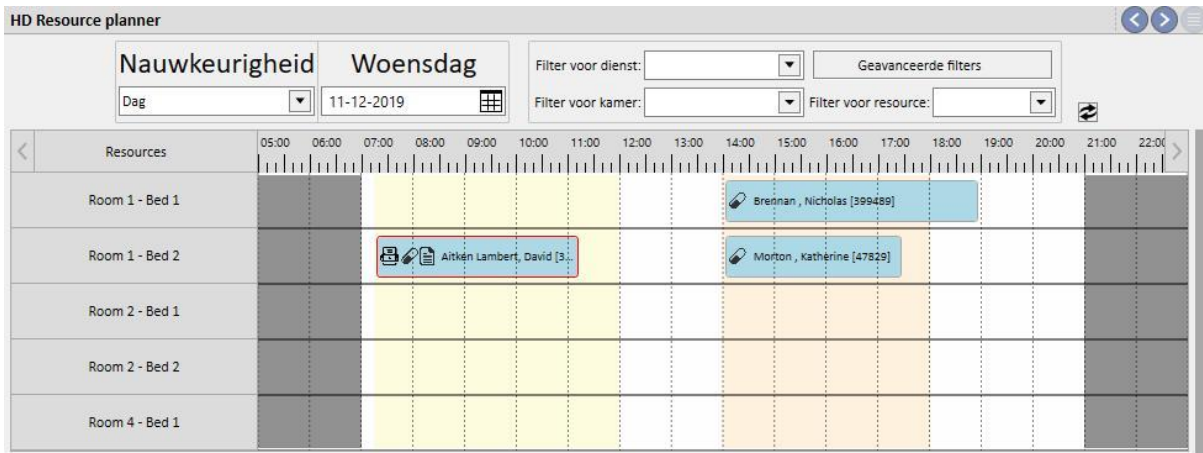 HD Resource planner
Nauwkeurigheid Woensdag
Filter voor dienst: Geavanceerde filters
Dag 11-12-2019 Filter voor kamer: Filter voor resource:
Resources 05:00 06:00 07:00 08:00 09:00 10:00 11:00 12:00 13:00 14:00 15:00 16:00 17:00 18:00 19:00 20:00 21:00 22:00
Room 1 - Bed 1 Brennan , Nicholas [399489]
Room 1 - Bed 2 Aitken Lambert, David [3... Morton , Katherine [47829]
Room 2 - Bed 1
Room 2 - Bed 2
Room 4 - Bed 1